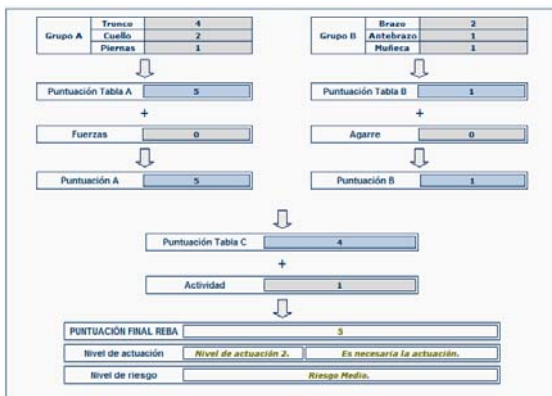 Grupo A
Tronco 4
Cuello 2
Piernas 1
Grupo B
Brazo 2
Antebrazo 1
Muñeca 1
Puntuación Tabla A 5
Puntuación Tabla B 1
+ +
Fuerzas 0
Agarre 0
Puntuación A 5
Puntuación B 1
Puntuación Tabla C 4
+
Actividad 1
PUNTUACIÓN FINAL REBA 5
Nivel de actuación Nivel de actuación 2. Es necesaria la actuación.
Nivel de riesgo Riesgo Medio.